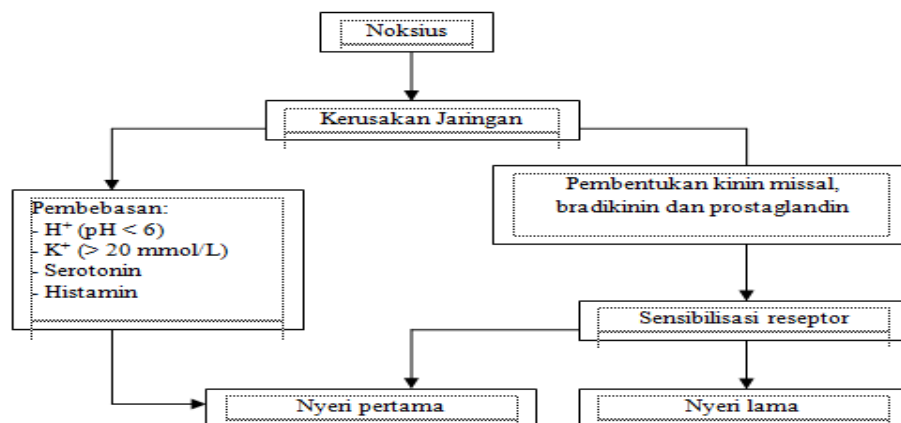 Noksius
Kerusakan Jaringan
Pembebasan:
- H⁺ (pH < 6)
- K⁺ (> 20 mmol/L)
- Serotonin
- Histamin
Pembentukan kinin missal,
bradikinin dan prostaglandin
Sensibilisasi reseptor
Nyeri pertama
Nyeri lama